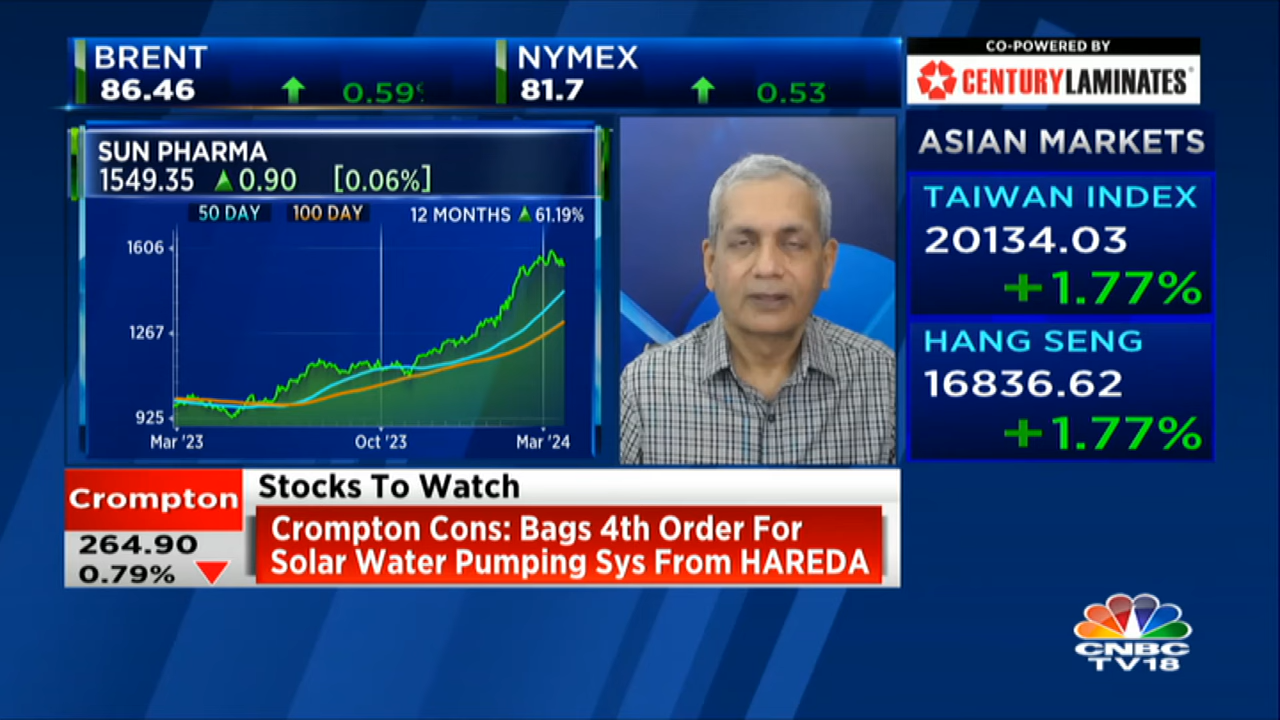 BRENT
86.46 0.59
NYMEX
81.7 0.53
CO-POWERED BY
CENTURYLAMINATES
SUN PHARMA
1549.35 ▲ 0.90 [0.06%]
50 DAY 100 DAY 12 MONTHS ▲ 61.19%
1606
1267
925
Mar '23 Oct '23 Mar '24
ASIAN MARKETS
TAIWAN INDEX
20134.03
+1.77%
HANG SENG
16836.62
+1.77%
Crompton
264.90
0.79% ▼
Stocks To Watch
Crompton Cons: Bags 4th Order For
Solar Water Pumping Sys From HAREDA
CNBC
TV18